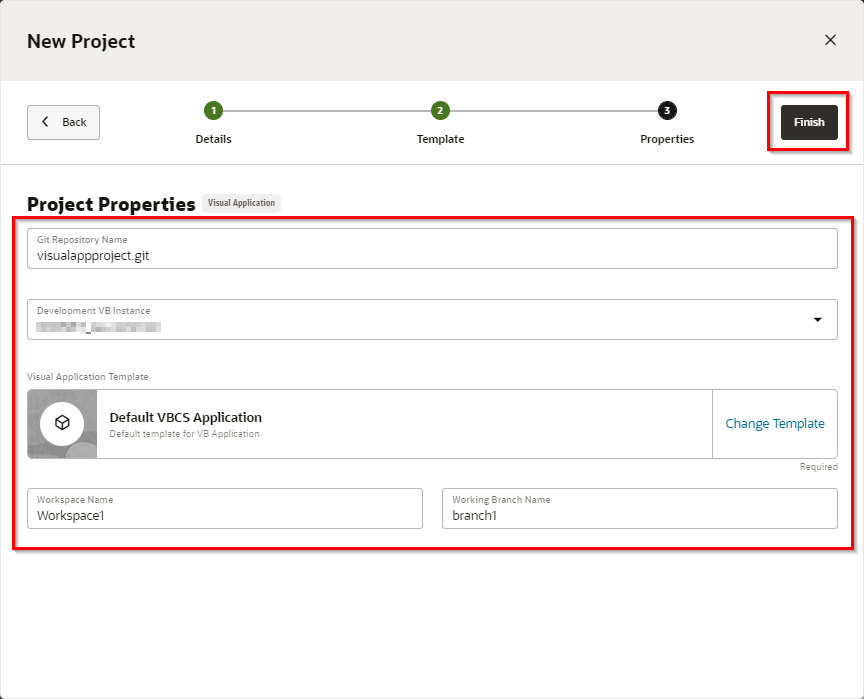 New Project
Back
1
2
3
Details
Template
Properties
Finish
Project Properties
Visual Application
Git Repository Name
visualappproject.git
Development VB Instance
Visual Application Template
Default VBCS Application
Default template for VB Application
Change Template
Required
Workspace Name
Workspace1
Working Branch Name
branch1